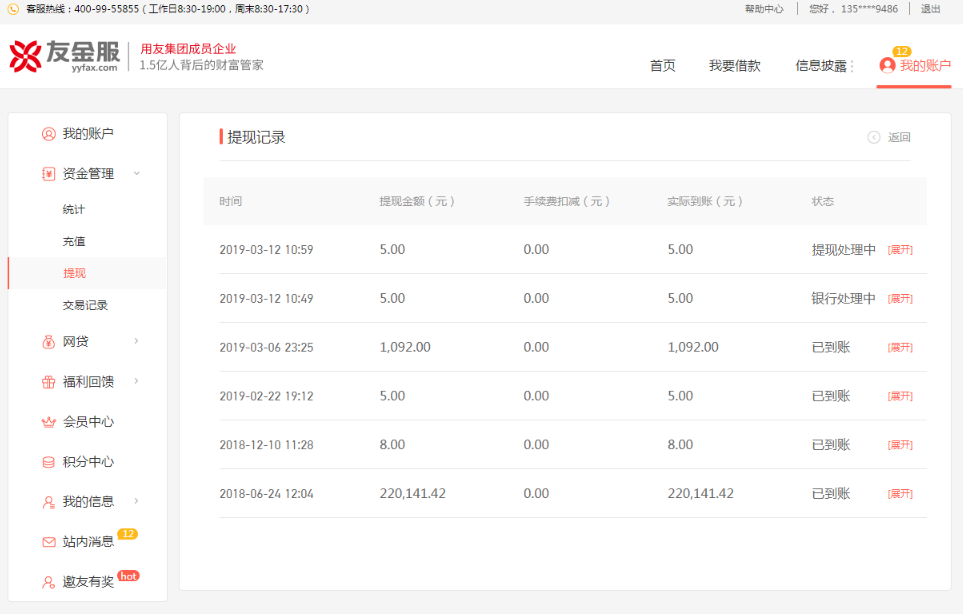 客服热线：400-99-55855 ( 工作日8:30-19:00，周末8:30-17:30 )
帮助中心 您好， 135****9486 退出
友金服
yyfax.com
用友集团成员企业
1.5亿人背后的财富管家
首页 我要借款 信息披露 我的账户 12
我的账户
资金管理
统计
充值
提现
交易记录
网贷
福利回馈
会员中心
积分中心
我的信息
站内消息 12
邀友有奖 hot
提现记录 返回
时间 提现金额（元） 手续费扣减（元） 实际到账（元） 状态
2019-03-12 10:59 5.00 0.00 5.00 提现处理中 [展开]
2019-03-12 10:49 5.00 0.00 5.00 银行处理中 [展开]
2019-03-06 23:25 1,092.00 0.00 1,092.00 已到账 [展开]
2019-02-22 19:12 5.00 0.00 5.00 已到账 [展开]
2018-12-10 11:28 8.00 0.00 8.00 已到账 [展开]
2018-06-24 12:04 220,141.42 0.00 220,141.42 已到账 [展开]